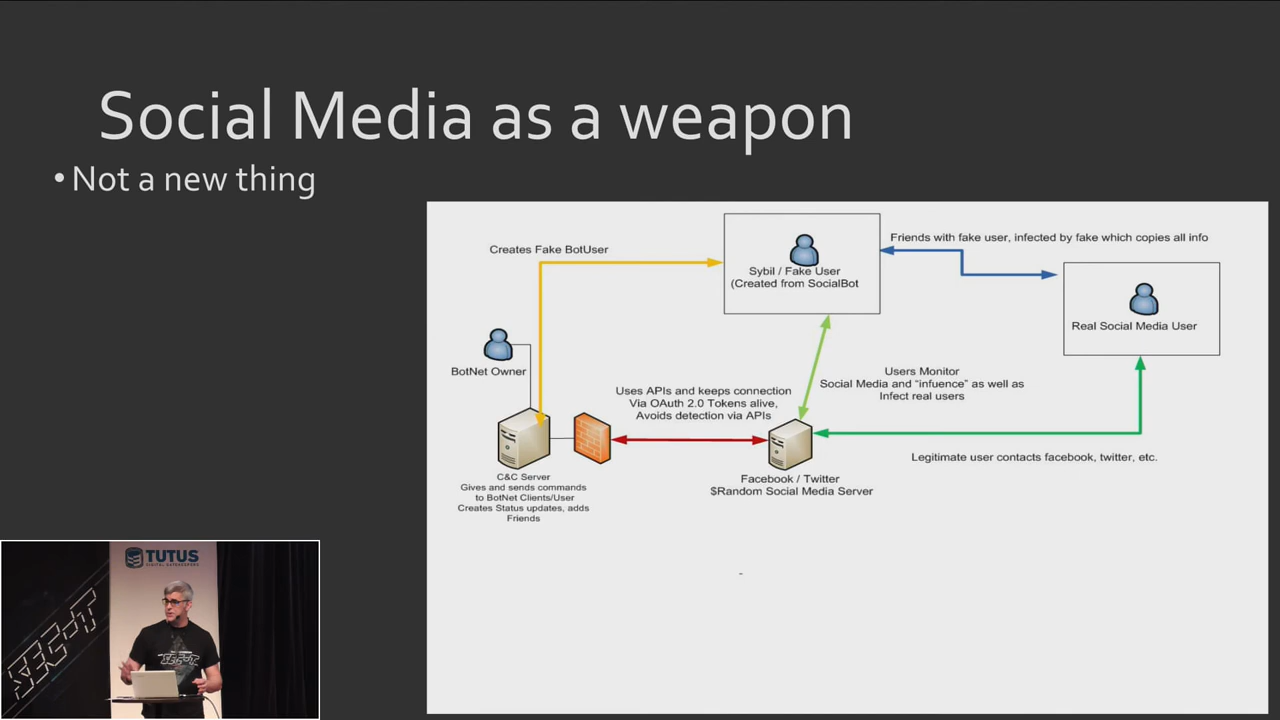 Social Media as a weapon
• Not a new thing
Creates Fake BotUser
Sybil / Fake User
(Created from SocialBot
Friends with fake user, infected by fake which copies all info
Real Social Media User
BotNet Owner
Uses APIs and keeps connection
Via OAuth 2.0 Tokens alive,
Avoids detection via APIs
Users Monitor
Social Media and “infuence” as well as
Infect real users
C&C Server
Gives and sends commands
to BotNet Clients/User
Creates Status updates, adds
Friends
Facebook / Twitter
$Random Social Media Server
Legitimate user contacts facebook, twitter, etc.
-
TUTUS
DIGITAL GATEKEEPERS
SEC-T
SEC-T